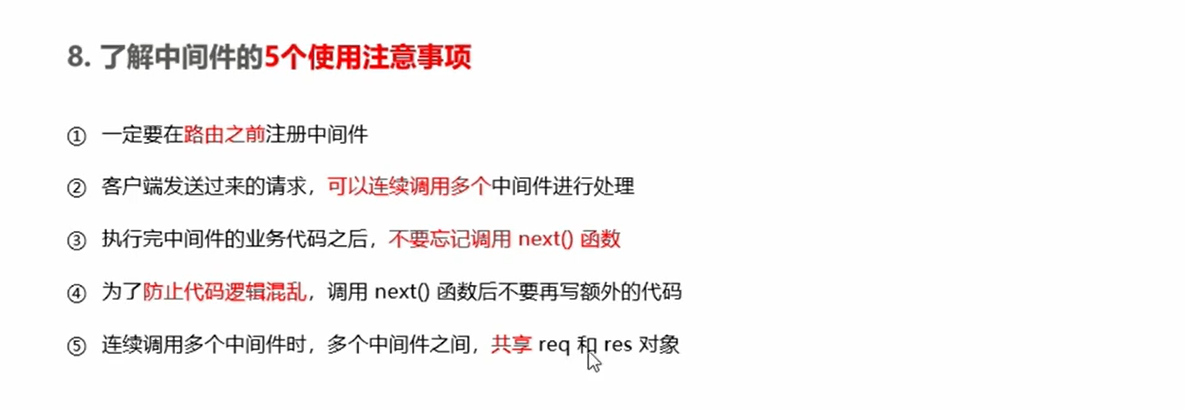 8. 了解中间件的5个使用注意事项
① 一定要在路由之前注册中间件
② 客户端发送过来的请求，可以连续调用多个中间件进行处理
③ 执行完中间件的业务代码之后，不要忘记调用 next() 函数
④ 为了防止代码逻辑混乱，调用 next() 函数后不要再写额外的代码
⑤ 连续调用多个中间件时，多个中间件之间，共享 req 和 res 对象